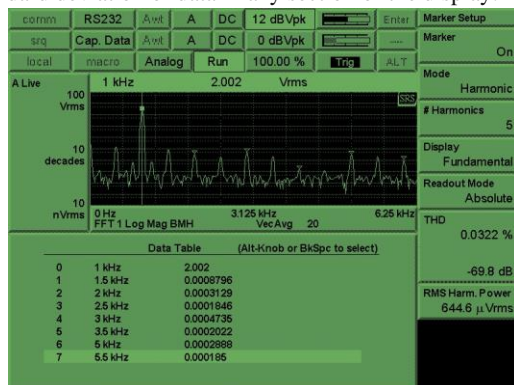 comm RS232 Awt A DC 12 dBVpk Enter Marker Setup
srq Cap. Data Awt A DC 0 dBVpk Marker
On
local macro Analog Run 100.00 % Trig ALT
Mode
Harmonic
A Live 1 kHz 2.002 Vrms
100
Vrms
SRS
# Harmonics
5
10
decades
Display
Fundamental
Readout Mode
Absolute
10
nVrms
0 Hz 3.125 kHz 6.25 kHz
FFT 1 Log Mag BMH VecAvg 20
THD
0.0322 %
-69.8 dB
Data Table (Alt-Knob or BkSpc to select)
RMS Harm. Power
644.6 µVrms
0 1 kHz 2.002
1 1.5 kHz 0.0008796
2 2 kHz 0.0003129
3 2.5 kHz 0.0001846
4 3 kHz 0.0004735
5 3.5 kHz 0.0002022
6 5 kHz 0.0002888
7 5.5 kHz 0.000185